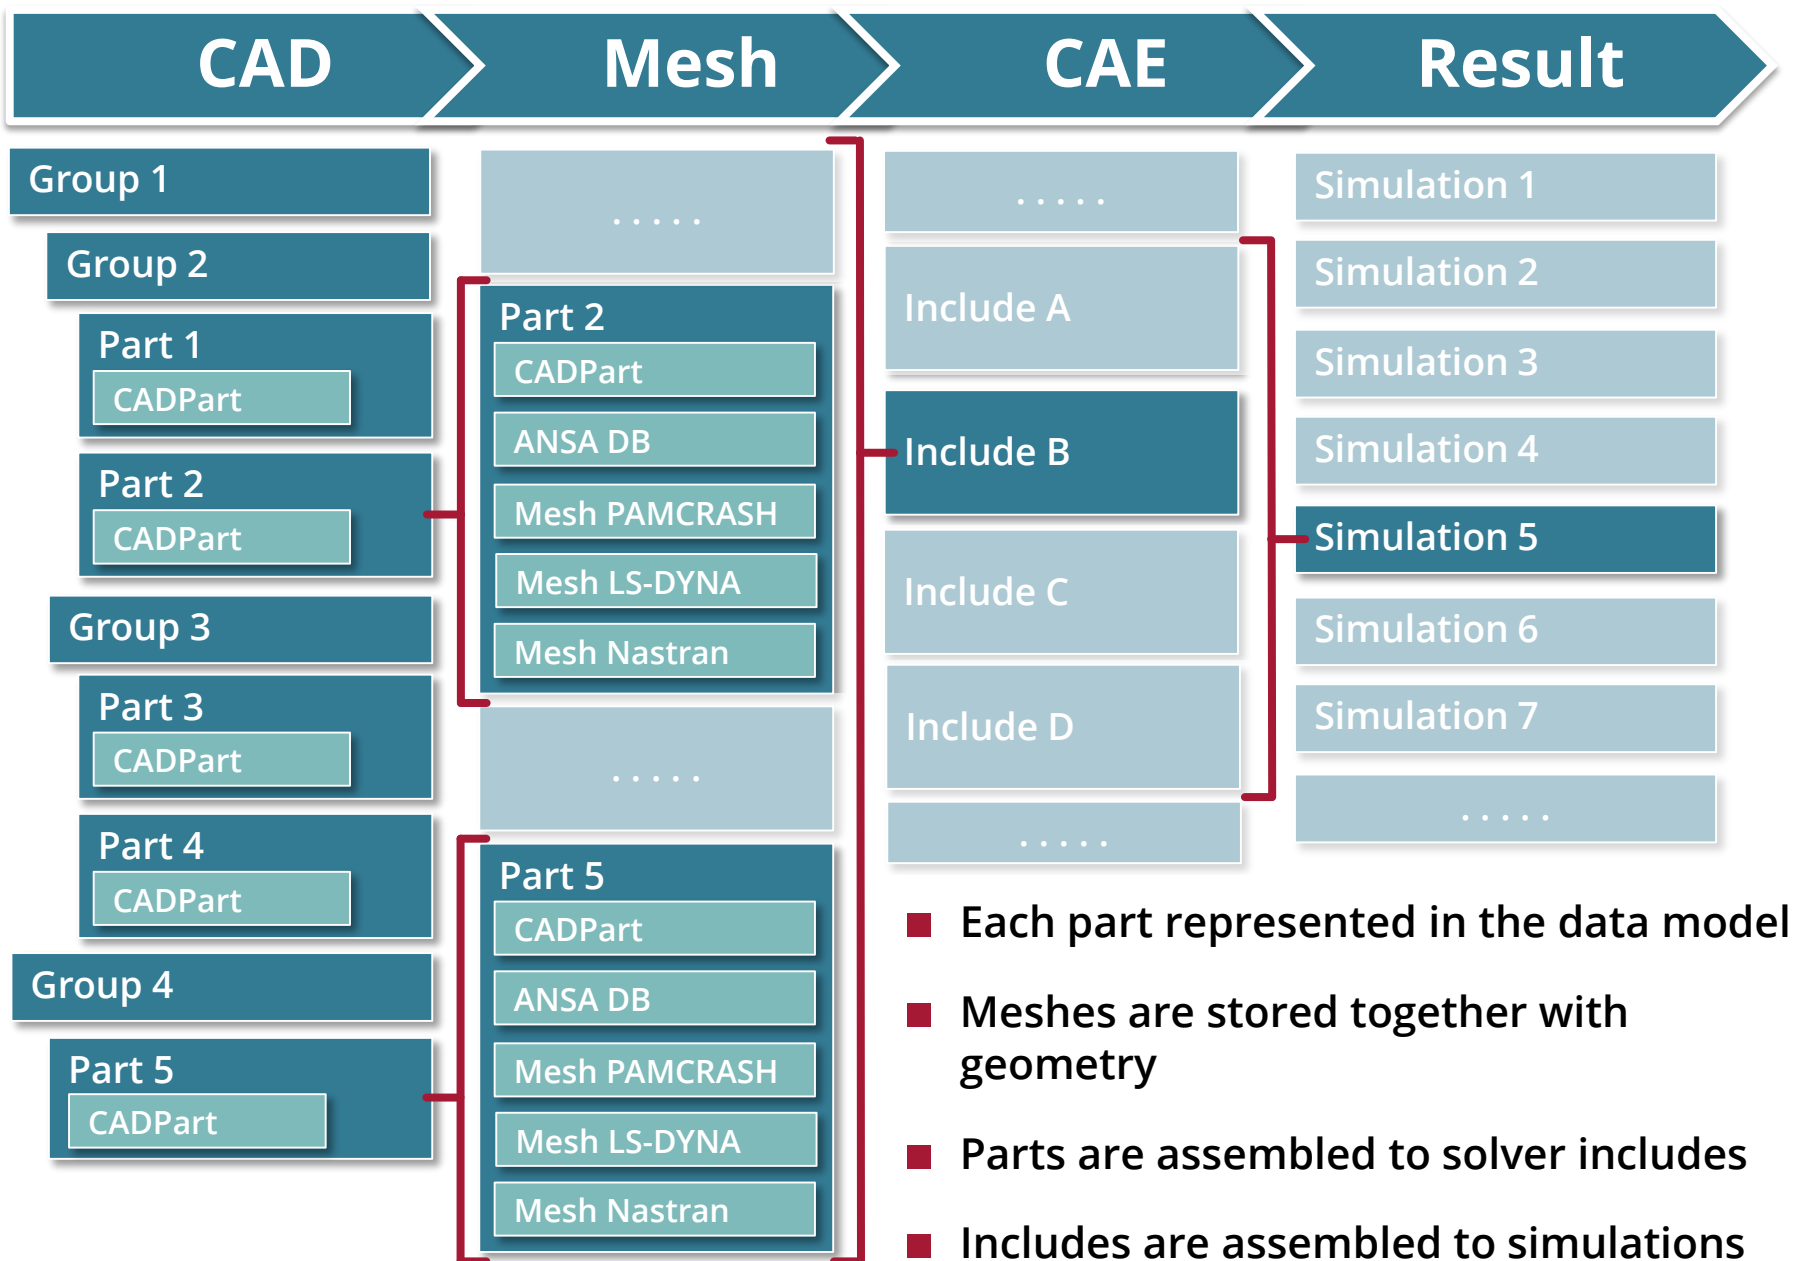 CAD
Mesh
CAE
Result
Group 1
Group 2
Part 1
CADPart
Part 2
CADPart
Group 3
Part 3
CADPart
Part 4
CADPart
Group 4
Part 5
CADPart
. . . . .
Part 2
CADPart
ANSA DB
Mesh PAMCRASH
Mesh LS-DYNA
Mesh Nastran
. . . . .
Part 5
CADPart
ANSA DB
Mesh PAMCRASH
Mesh LS-DYNA
Mesh Nastran
. . . . .
Include A
Include B
Include C
Include D
. . . . .
Simulation 1
Simulation 2
Simulation 3
Simulation 4
Simulation 5
Simulation 6
Simulation 7
. . . . .
Each part represented in the data model
Meshes are stored together with
geometry
Parts are assembled to solver includes
Includes are assembled to simulations